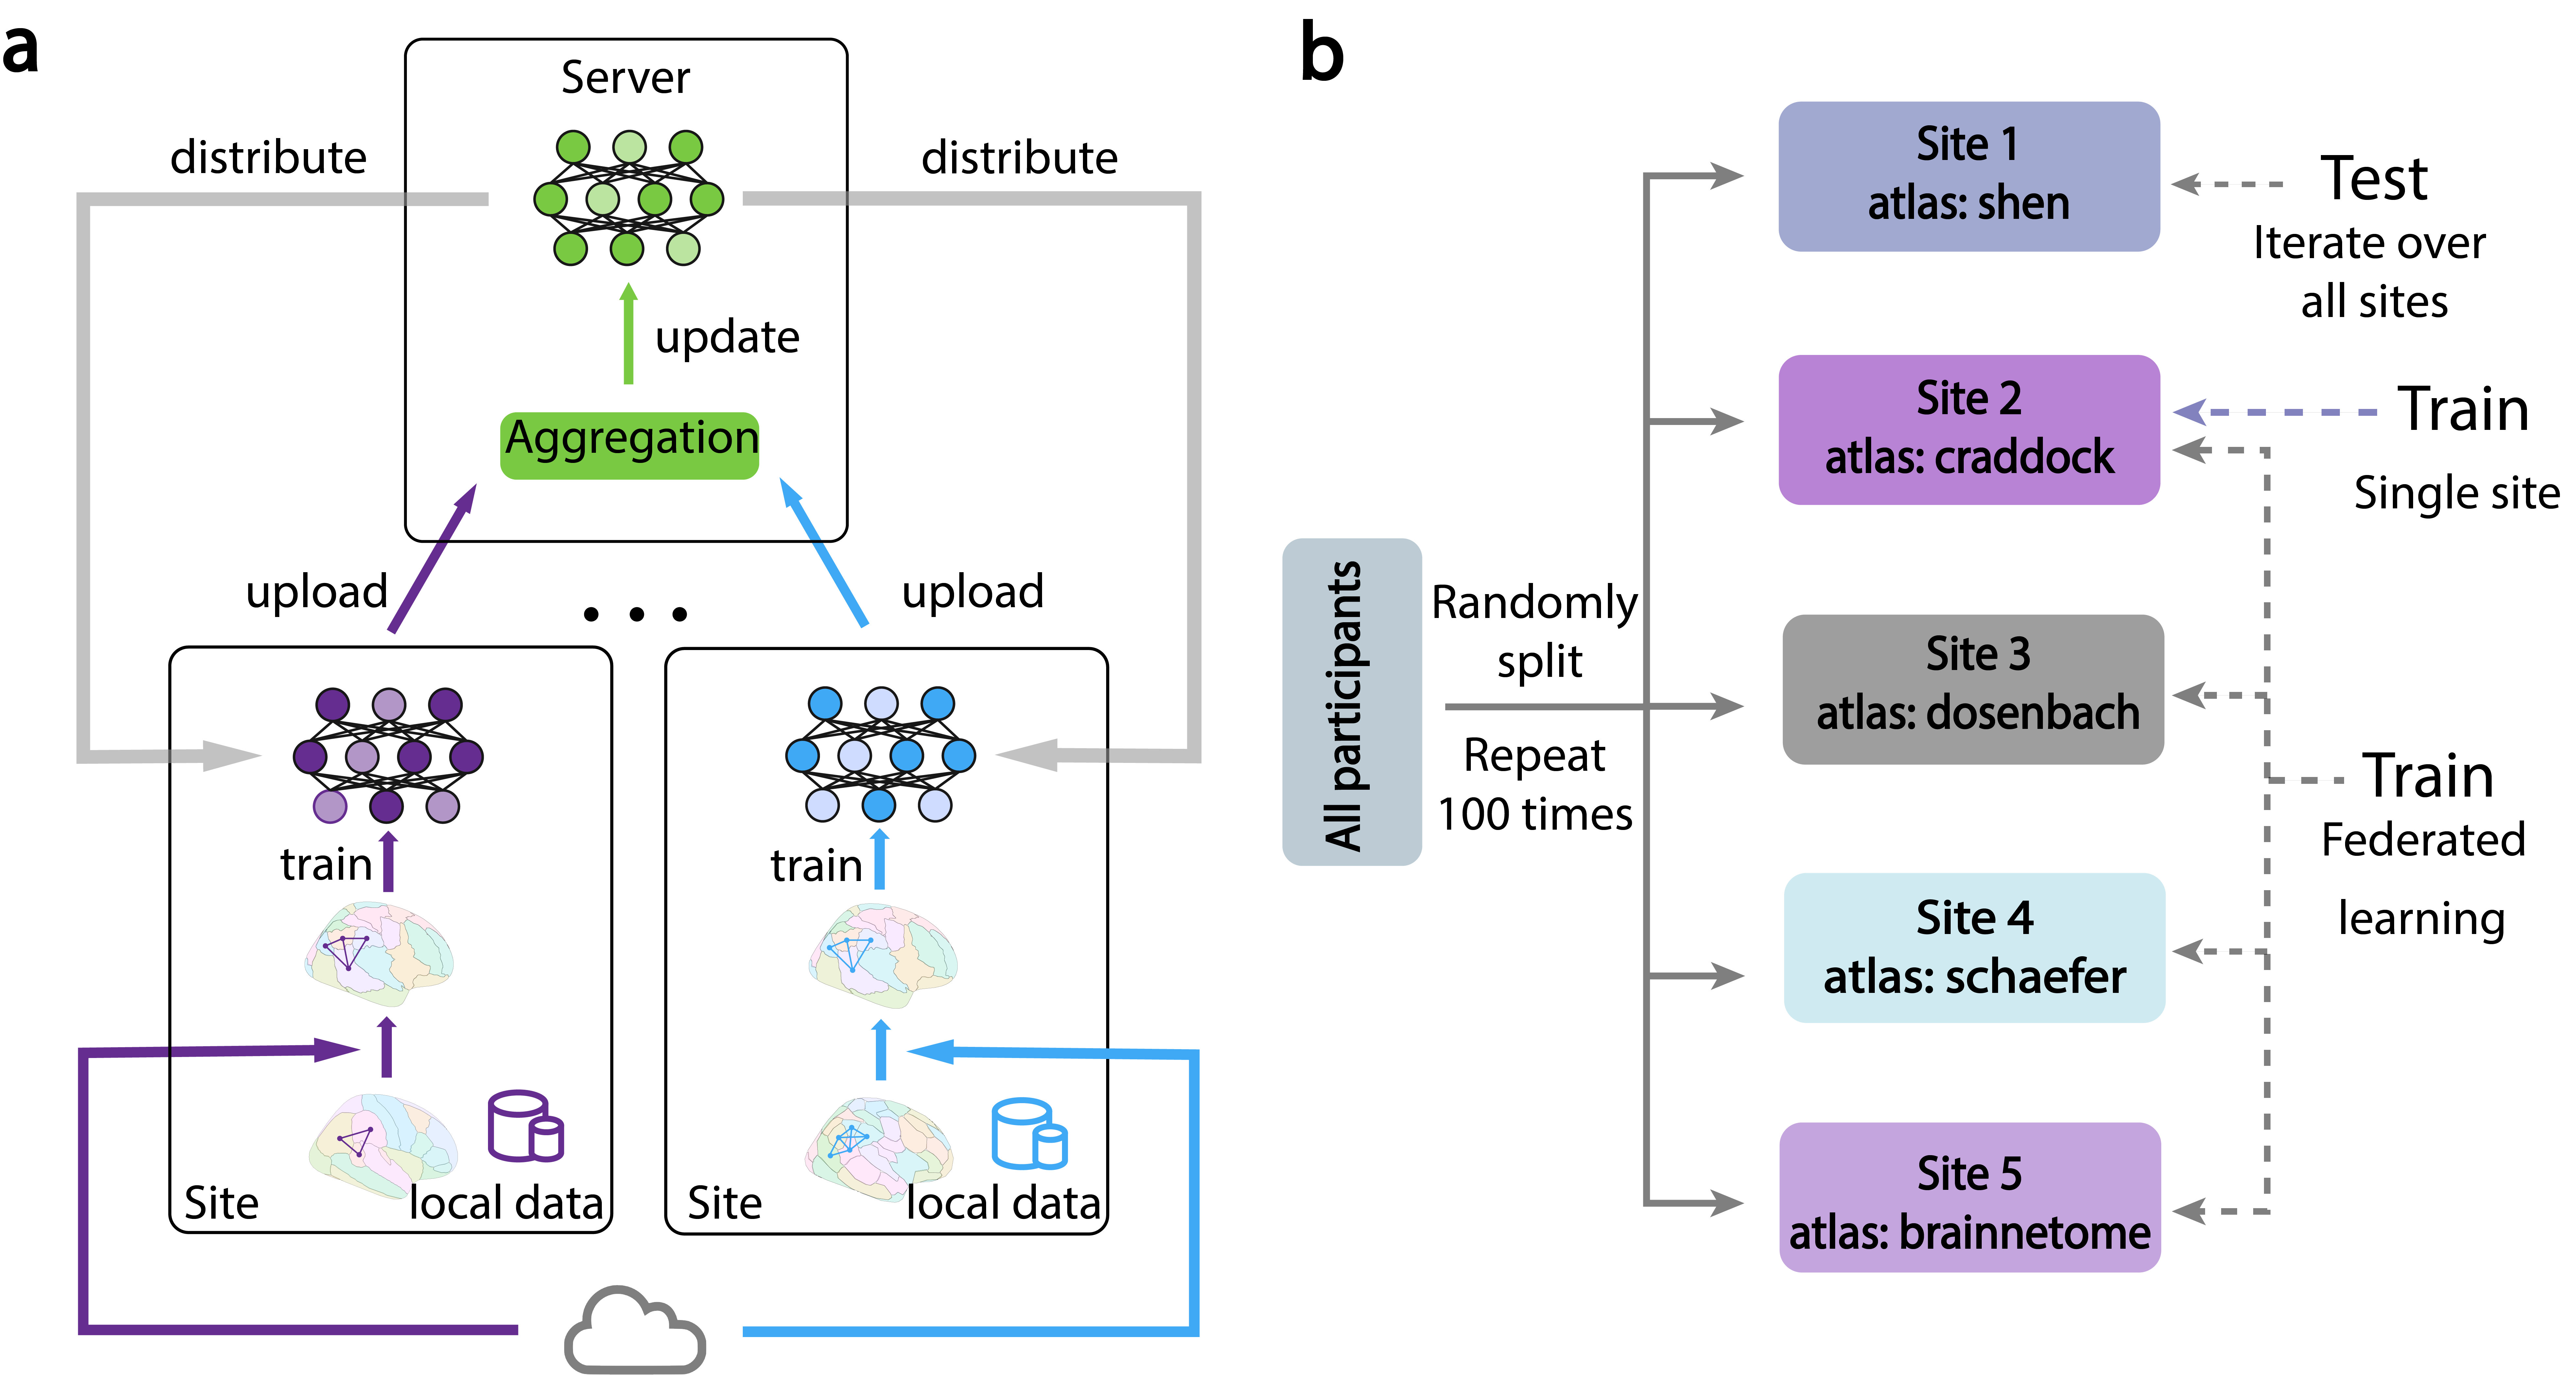 a
Server
distribute
distribute
update
Aggregation
upload
upload
train
train
Site
local data
Site
local data
b
All participants
Randomly
split
Repeat
100 times
Site 1
atlas: shen
Site 2
atlas: craddock
Site 3
atlas: dosenbach
Site 4
atlas: schaefer
Site 5
atlas: brainnetome
Test
Iterate over
all sites
Train
Single site
Train
Federated
learning